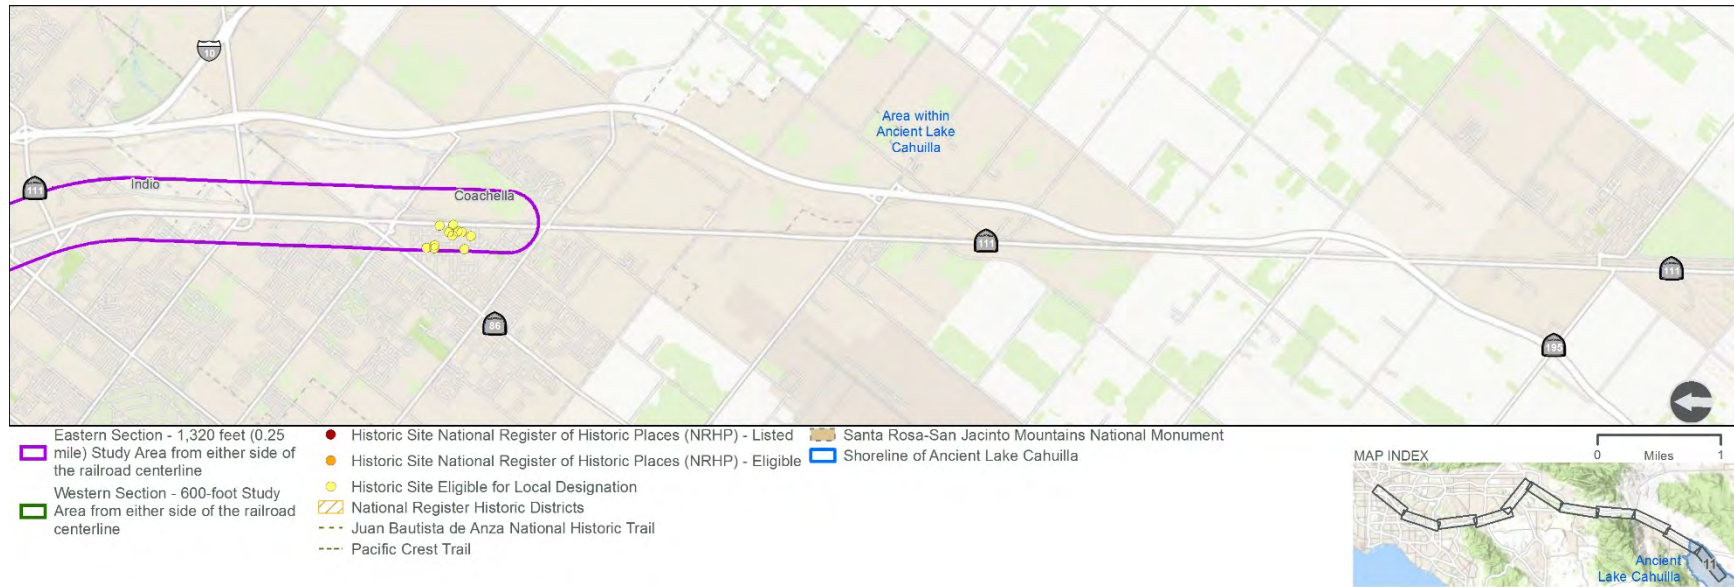 10
Area within
Ancient Lake
Cahuilla
111
Indio
Coachella
111
111
86
195
Eastern Section - 1,320 feet (0.25
mile) Study Area from either side of
the railroad centerline
Western Section - 600-foot Study
Area from either side of the railroad
centerline
Historic Site National Register of Historic Places (NRHP) - Listed
Historic Site National Register of Historic Places (NRHP) - Eligible
Historic Site Eligible for Local Designation
National Register Historic Districts
Juan Bautista de Anza National Historic Trail
Pacific Crest Trail
Santa Rosa-San Jacinto Mountains National Monument
Shoreline of Ancient Lake Cahuilla
0 Miles 1
MAP INDEX
Ancient
Lake Cahuilla
11